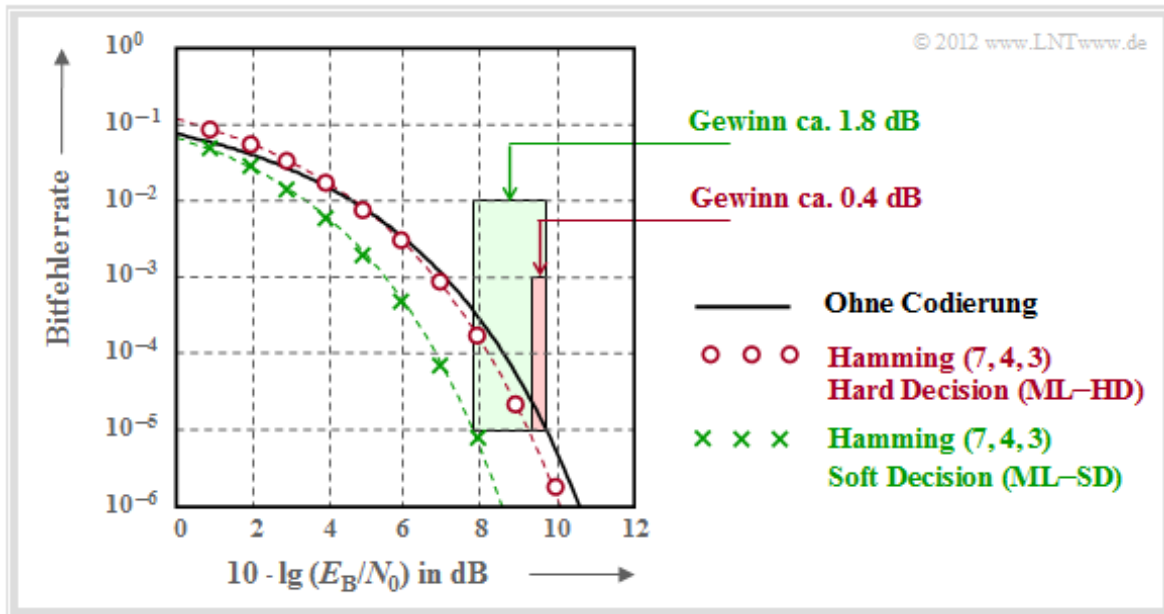 © 2012 www.LNTwww.de
Bitfehlerrate
10⁰
10⁻¹
10⁻²
10⁻³
10⁻⁴
10⁻⁵
10⁻⁶
0 2 4 6 8 10 12
10 · lg (E_B/N_0) in dB
Gewinn ca. 1.8 dB
Gewinn ca. 0.4 dB
Ohne Codierung
Hamming (7, 4, 3)
Hard Decision (ML–HD)
Hamming (7, 4, 3)
Soft Decision (ML–SD)